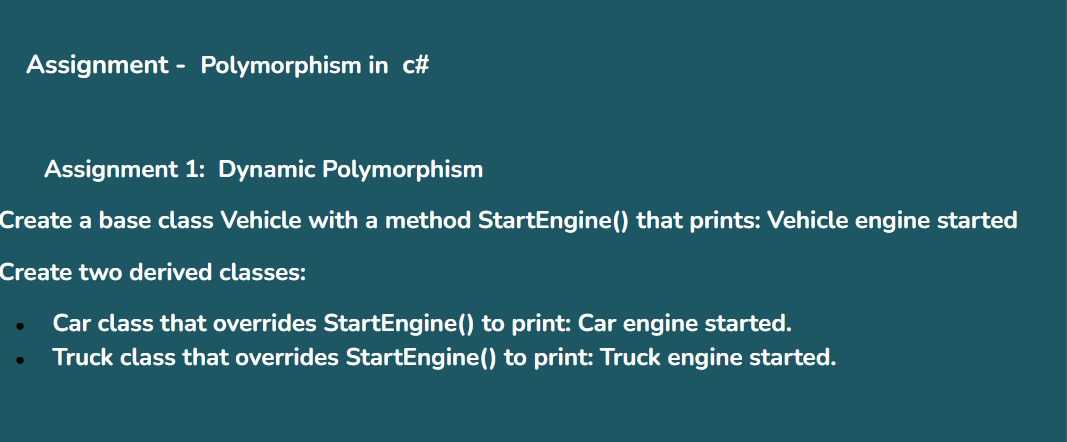 Assignment - Polymorphism in c#
Assignment 1: Dynamic Polymorphism
Create a base class Vehicle with a method StartEngine() that prints: Vehicle engine started
Create two derived classes:
• Car class that overrides StartEngine() to print: Car engine started.
• Truck class that overrides StartEngine() to print: Truck engine started.